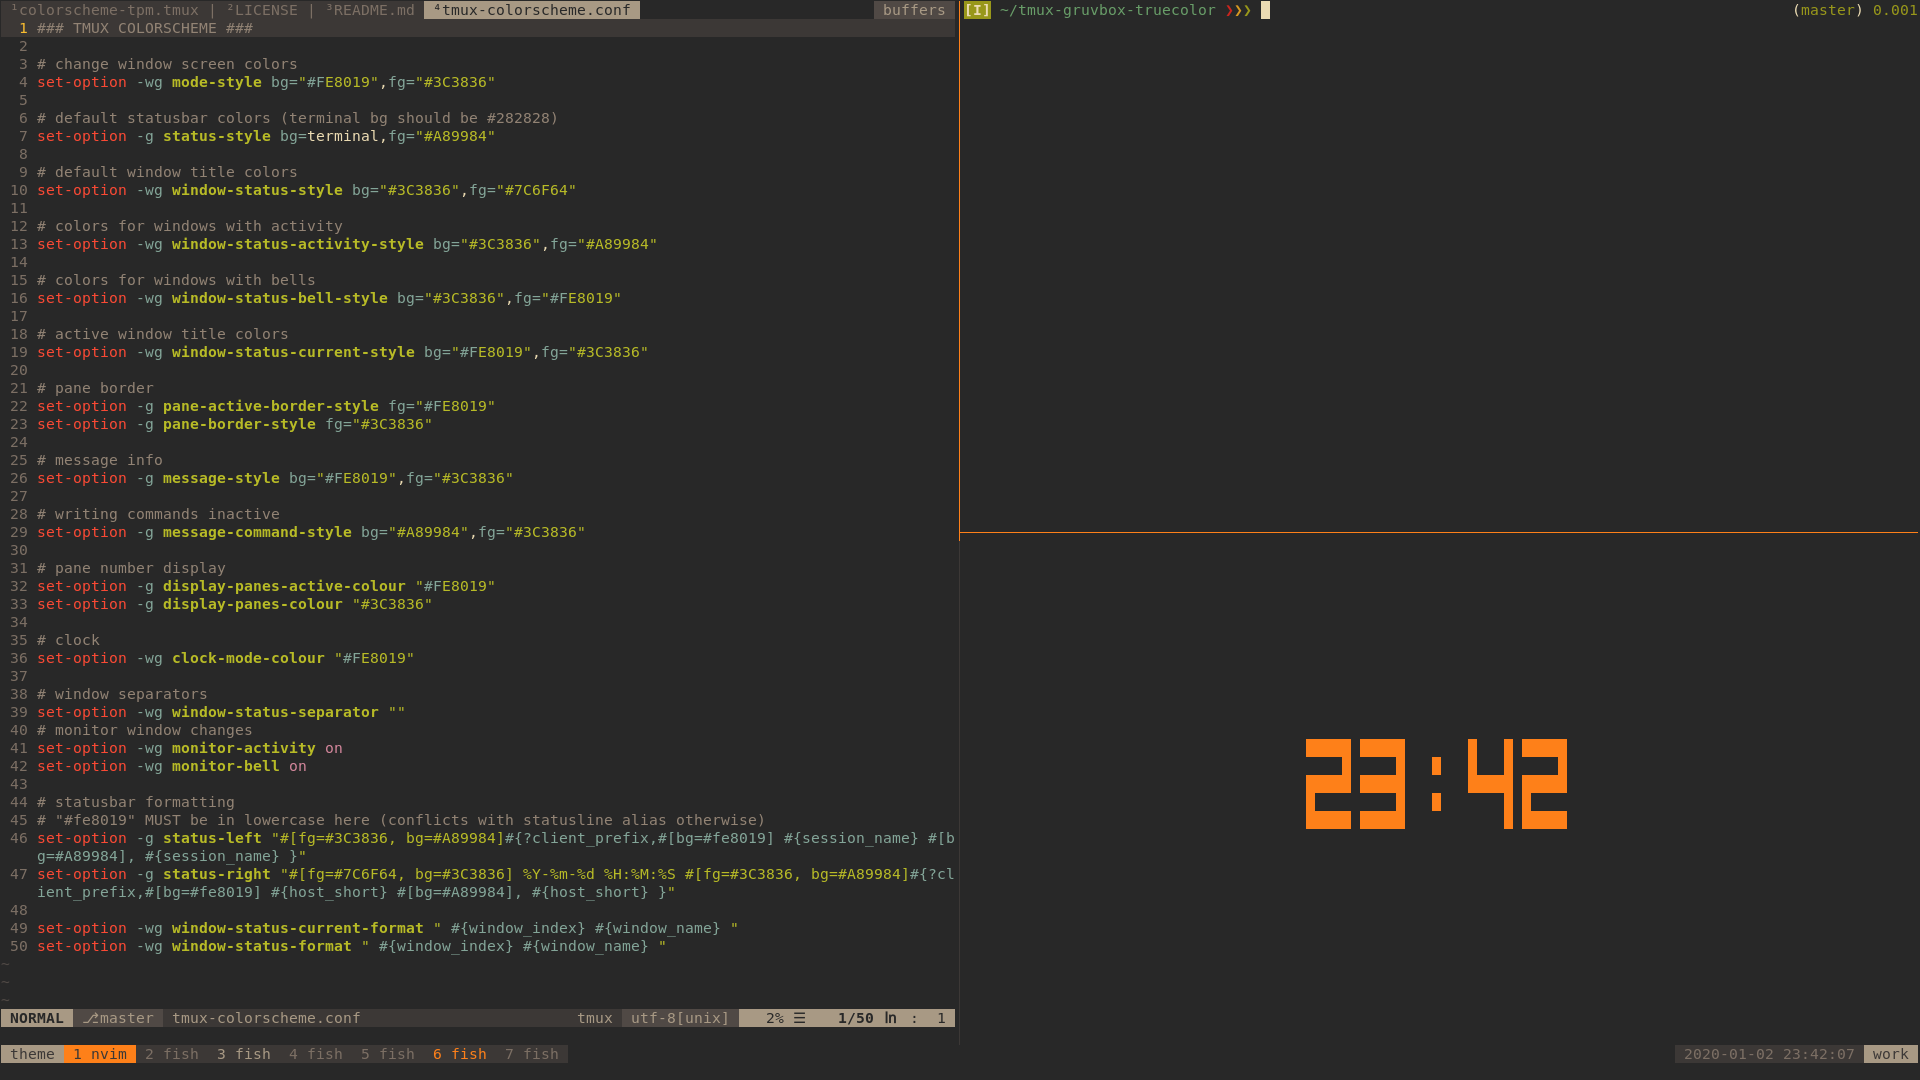 ¹colorscheme-tpm.tmux | ²LICENSE | ³README.md ⁴tmux-colorscheme.conf buffers
1 ### TMUX COLORSCHEME ###
2
3 # change window screen colors
4 set-option -wg mode-style bg="#FE8019",fg="#3C3836"
5
6 # default statusbar colors (terminal bg should be #282828)
7 set-option -g status-style bg=terminal,fg="#A89984"
8
9 # default window title colors
10 set-option -wg window-status-style bg="#3C3836",fg="#7C6F64"
11
12 # colors for windows with activity
13 set-option -wg window-status-activity-style bg="#3C3836",fg="#A89984"
14
15 # colors for windows with bells
16 set-option -wg window-status-bell-style bg="#3C3836",fg="#FE8019"
17
18 # active window title colors
19 set-option -wg window-status-current-style bg="#FE8019",fg="#3C3836"
20
21 # pane border
22 set-option -g pane-active-border-style fg="#FE8019"
23 set-option -g pane-border-style fg="#3C3836"
24
25 # message info
26 set-option -g message-style bg="#FE8019",fg="#3C3836"
27
28 # writing commands inactive
29 set-option -g message-command-style bg="#A89984",fg="#3C3836"
30
31 # pane number display
32 set-option -g display-panes-active-colour "#FE8019"
33 set-option -g display-panes-colour "#3C3836"
34
35 # clock
36 set-option -wg clock-mode-colour "#FE8019"
37
38 # window separators
39 set-option -wg window-status-separator ""
40 # monitor window changes
41 set-option -wg monitor-activity on
42 set-option -wg monitor-bell on
43
44 # statusbar formatting
45 # "#fe8019" MUST be in lowercase here (conflicts with statusline alias otherwise)
46 set-option -g status-left "#[fg=#3C3836, bg=#A89984]#{?client_prefix,#[bg=#fe8019] #{session_name} #[b
g=#A89984], #{session_name} }"
47 set-option -g status-right "#[fg=#7C6F64, bg=#3C3836] %Y-%m-%d %H:%M:%S #[fg=#3C3836, bg=#A89984]#{?cl
ient_prefix,#[bg=#fe8019] #{host_short} #[bg=#A89984], #{host_short} }"
48
49 set-option -wg window-status-current-format " #{window_index} #{window_name} "
50 set-option -wg window-status-format " #{window_index} #{window_name} "
~
~
~
NORMAL ⎇master tmux-colorscheme.conf tmux utf-8[unix] 2% ☰ 1/50 ㏑ : 1
[I] ~/tmux-gruvbox-truecolor ❯❯❯ (master) 0.001
23:42
theme 1 nvim 2 fish 3 fish 4 fish 5 fish 6 fish 7 fish 2020-01-02 23:42:07 work